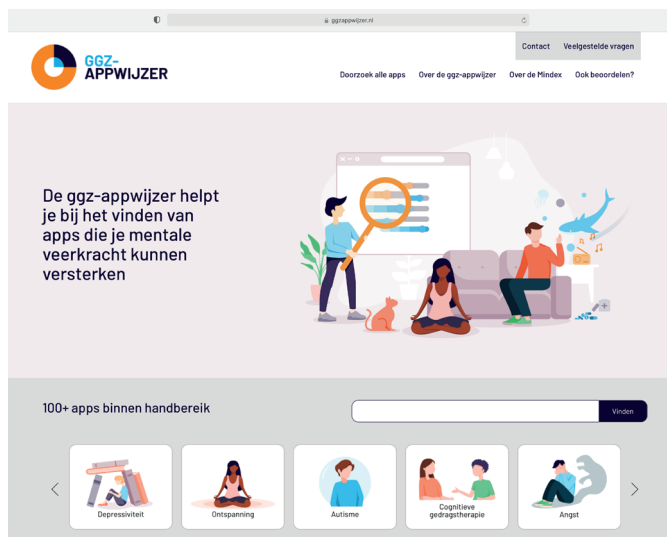 ggzappwijzer.nl
Contact Veelgestelde vragen
GGZ-
APPWIJZER
Doorzoek alle apps Over de ggz-appwijzer Over de Mindex Ook beoordelen?
De ggz-appwijzer helpt
je bij het vinden van
apps die je mentale
veerkracht kunnen
versterken
100+ apps binnen handbereik
Vinden
Depressiviteit
Ontspanning
Autisme
Cognitieve
gedragstherapie
Angst